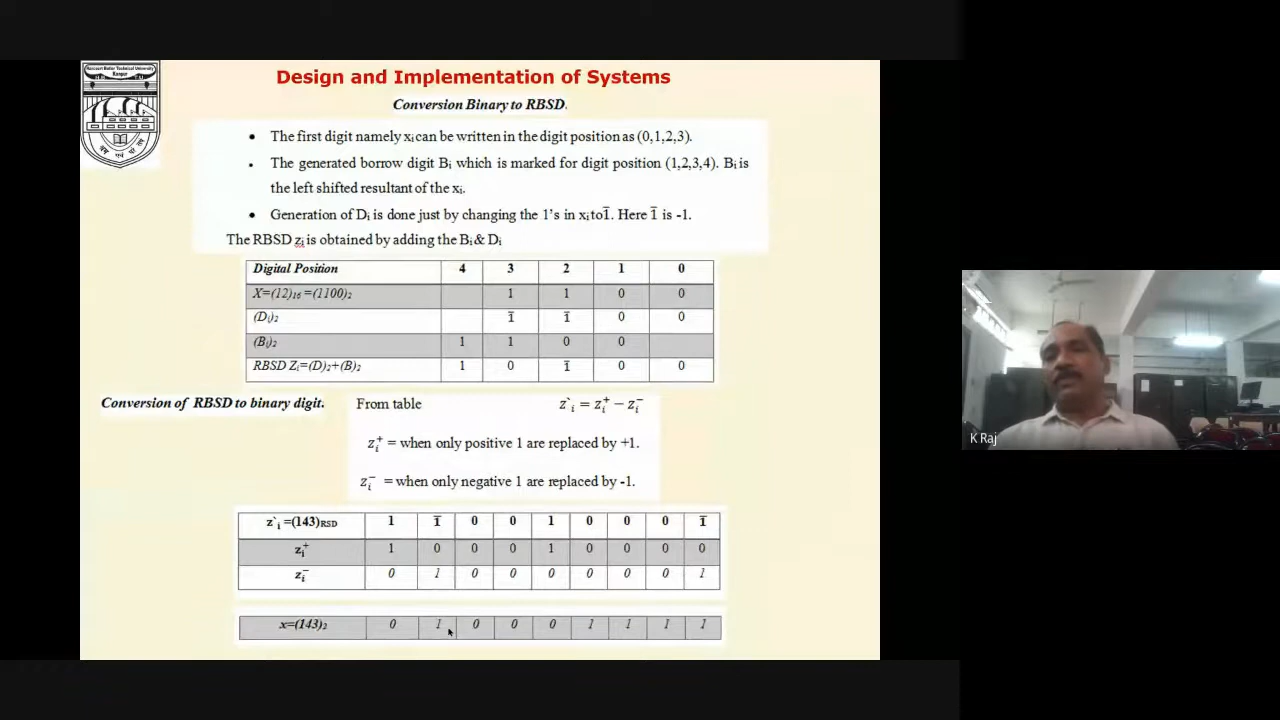 Harcourt Butler Technical University
Kanpur
Design and Implementation of Systems
Conversion Binary to RBSD.
• The first digit namely xᵢ can be written in the digit position as (0,1,2,3).
• The generated borrow digit Bᵢ which is marked for digit position (1,2,3,4). Bᵢ is
the left shifted resultant of the xᵢ.
• Generation of Dᵢ is done just by changing the 1's in xᵢ to1̅. Here 1̅ is -1.
The RBSD zᵢ is obtained by adding the Bᵢ& Dᵢ
Digital Position 4 3 2 1 0
X=(12)₁₆ =(1100)₂ 1 1 0 0
(Dᵢ)₂ 1̅ 1̅ 0 0
(Bᵢ)₂ 1 1 0 0
RBSD Zᵢ=(D)₂+(B)₂ 1 0 1̅ 0 0
Conversion of RBSD to binary digit. From table z`ᵢ = zᵢ⁺ − zᵢ⁻
zᵢ⁺ = when only positive 1 are replaced by +1.
zᵢ⁻ = when only negative 1 are replaced by -1.
z`ᵢ =(143)RSD 1 1̅ 0 0 1 0 0 0 1̅
zᵢ⁺ 1 0 0 0 1 0 0 0 0
zᵢ⁻ 0 1 0 0 0 0 0 0 1
x=(143)₂ 0 1 0 0 0 1 1 1 1
K Raj